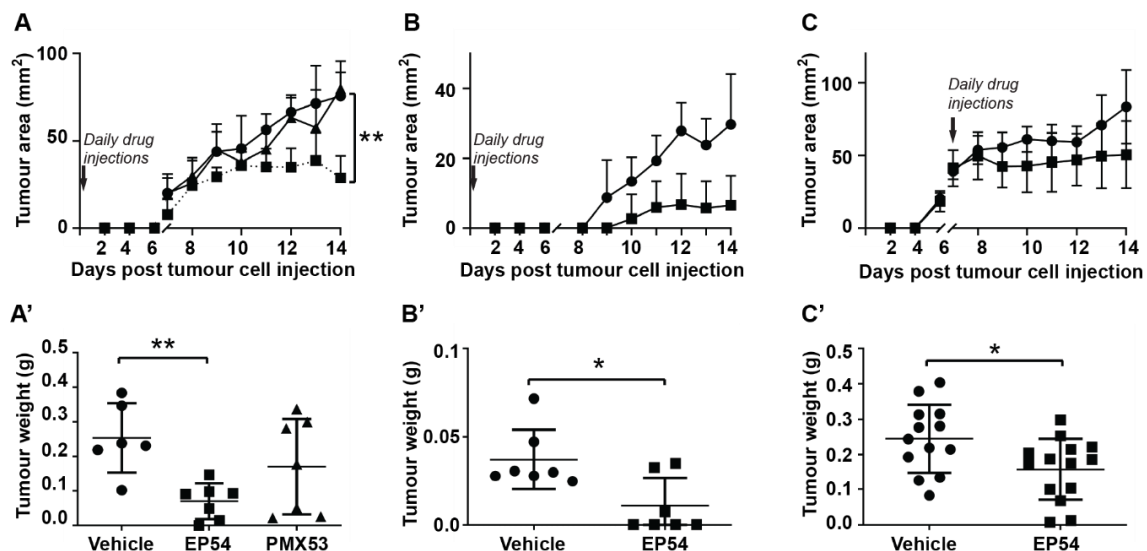 A
Tumour area (mm2)
100
50
0
Daily drug
injections
**
2 4 6 8 10 12 14
Days post tumour cell injection
B
Tumour area (mm2)
40
20
0
Daily drug
injections
2 4 6 8 10 12 14
Days post tumour cell injection
C
Tumour area (mm2)
100
50
0
Daily drug
injections
2 4 6 8 10 12 14
Days post tumour cell injection
A'
Tumour weight (g)
0.5
0.4
0.3
0.2
0.1
0.0
**
Vehicle EP54 PMX53
B'
Tumour weight (g)
0.1
0.05
0.0
*
Vehicle EP54
C'
Tumour weight (g)
0.5
0.4
0.3
0.2
0.1
0.0
*
Vehicle EP54